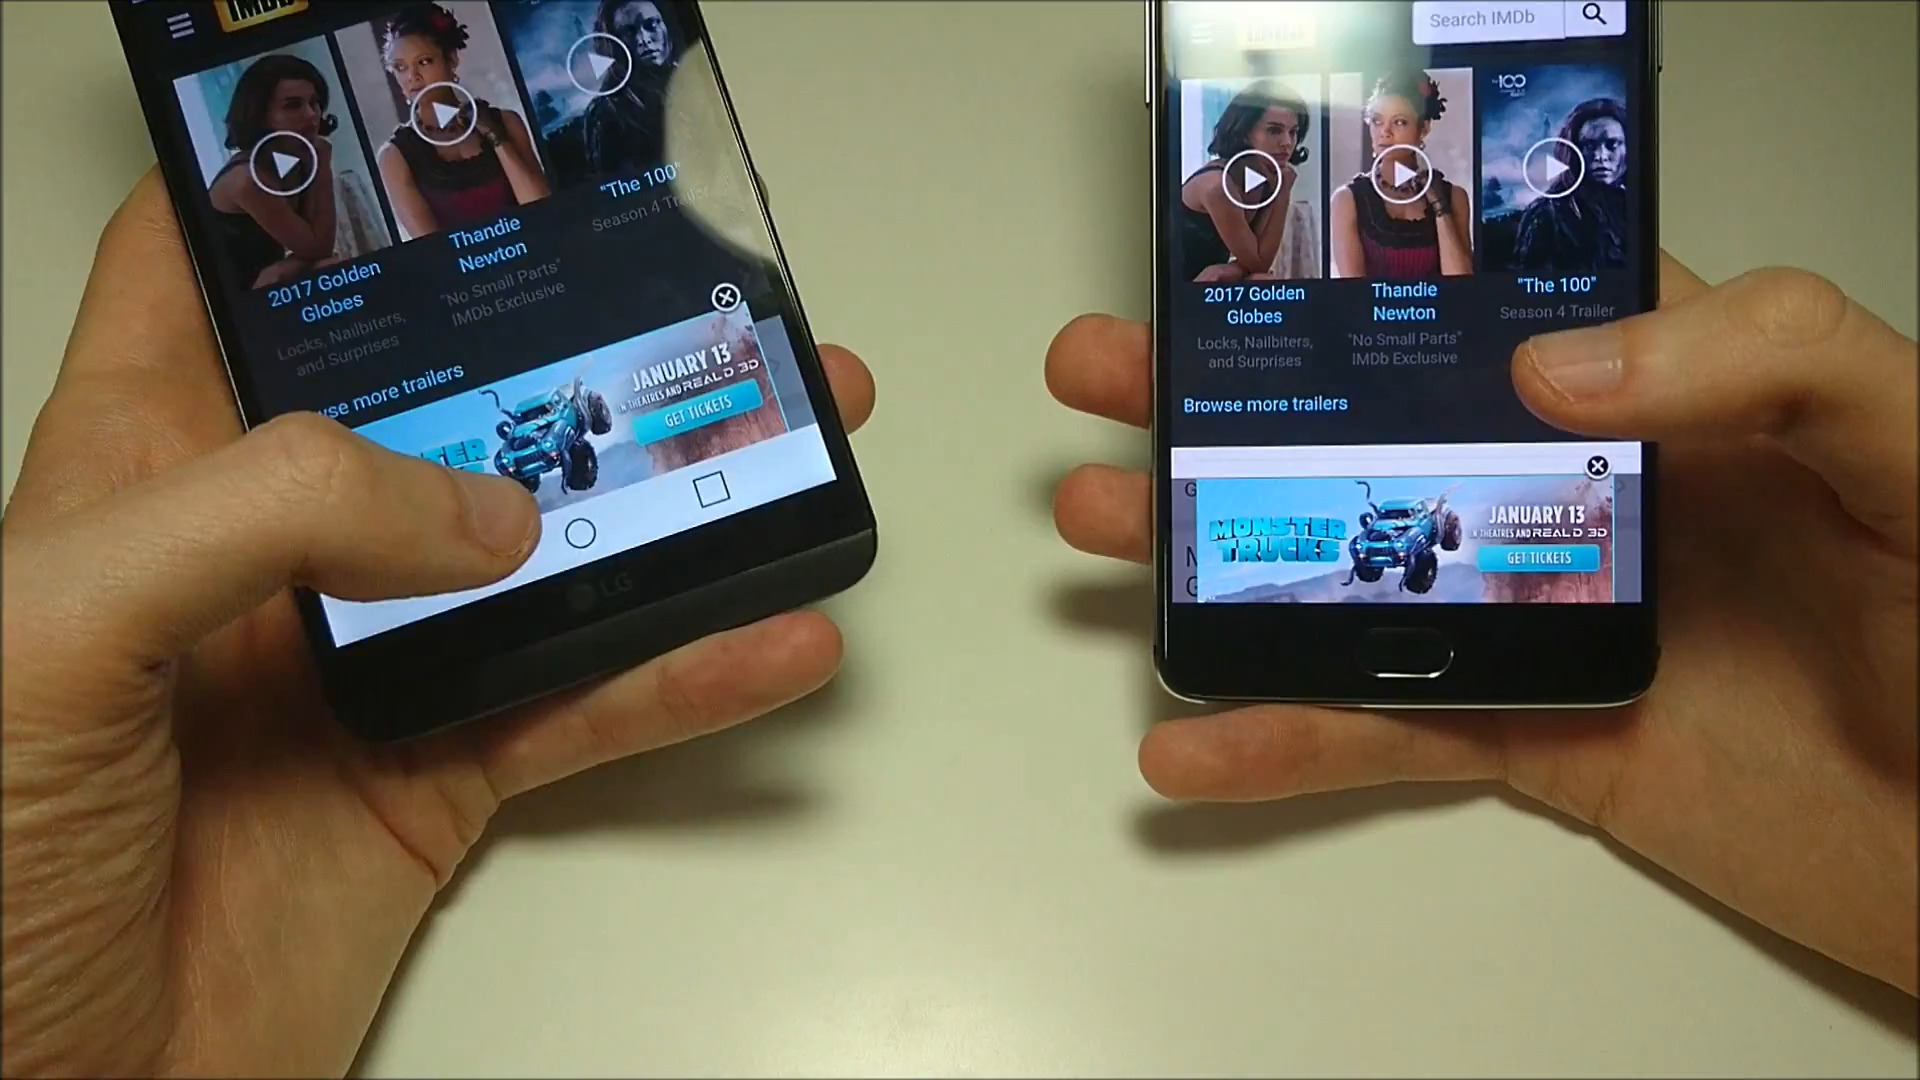 IMDb
"The 100"
Season 4 Trailer
Thandie
Newton
"No Small Parts"
IMDb Exclusive
2017 Golden
Globes
Locks, Nailbiters,
and Surprises
more trailers
JANUARY 13
IN THEATRES AND REAL D 3D
GET TICKETS
LG
Search IMDb
THE 100
2017 Golden
Globes
Locks, Nailbiters,
and Surprises
Thandie
Newton
"No Small Parts"
IMDb Exclusive
"The 100"
Season 4 Trailer
Browse more trailers
MONSTER
TRUCKS
JANUARY 13
IN THEATRES AND REAL D 3D
GET TICKETS